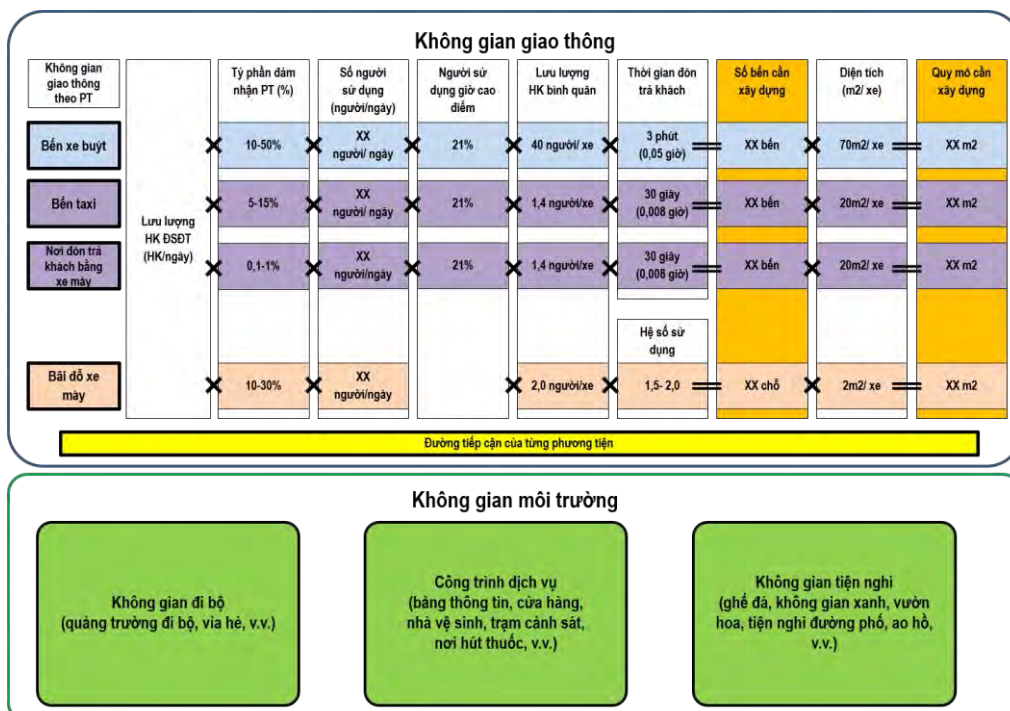 Không gian giao thông
Không gian
giao thông
theo PT
Tỷ phần đảm
nhận PT (%)
Số người
sử dụng
(người/ngày)
Người sử
dụng giờ cao
điểm
Lưu lượng
HK bình quân
Thời gian đón
trả khách
Số bến cần
xây dựng
Diện tích
(m2/ xe)
Quy mô cần
xây dựng
Lưu lượng
HK ĐSĐT
(HK/ngày)
Bến xe buýt
10-50%
XX
người/ ngày
21%
40 người/ xe
3 phút
(0,05 giờ)
XX bến
70m2/ xe
XX m2
Bến taxi
5-15%
XX
người/ ngày
21%
1,4 người/xe
30 giây
(0,008 giờ)
XX bến
20m2/ xe
XX m2
Nơi đón trả
khách bằng
xe máy
0,1-1%
XX
người/ngày
21%
1,4 người/xe
30 giây
(0,008 giờ)
XX bến
20m2/ xe
XX m2
Hệ số sử
dụng
Bãi đỗ xe
máy
10-30%
XX
người/ngày
2,0 người/xe
1,5- 2,0
XX chỗ
2m2/ xe
XX m2
Đường tiếp cận của từng phương tiện
Không gian môi trường
Không gian đi bộ
(quảng trường đi bộ, vỉa hè, v.v.)
Công trình dịch vụ
(bảng thông tin, cửa hàng,
nhà vệ sinh, trạm cảnh sát,
nơi hút thuốc, v.v.)
Không gian tiện nghi
(ghế đá, không gian xanh, vườn
hoa, tiện nghi đường phố, ao hồ,
v.v.)